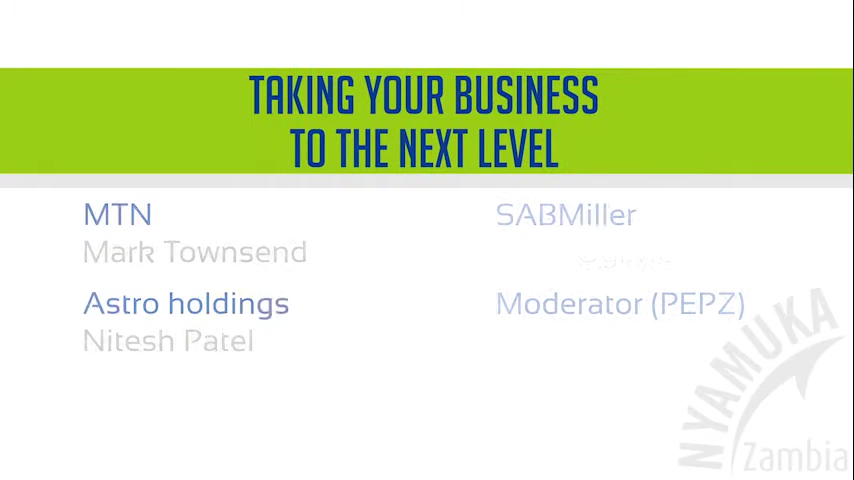 TAKING YOUR BUSINESS
TO THE NEXT LEVEL
MTN
Mark Townsend
Astro holdings
Nitesh Patel
SABMiller
Moderator (PEPZ)
NYAMUKA
Zambia